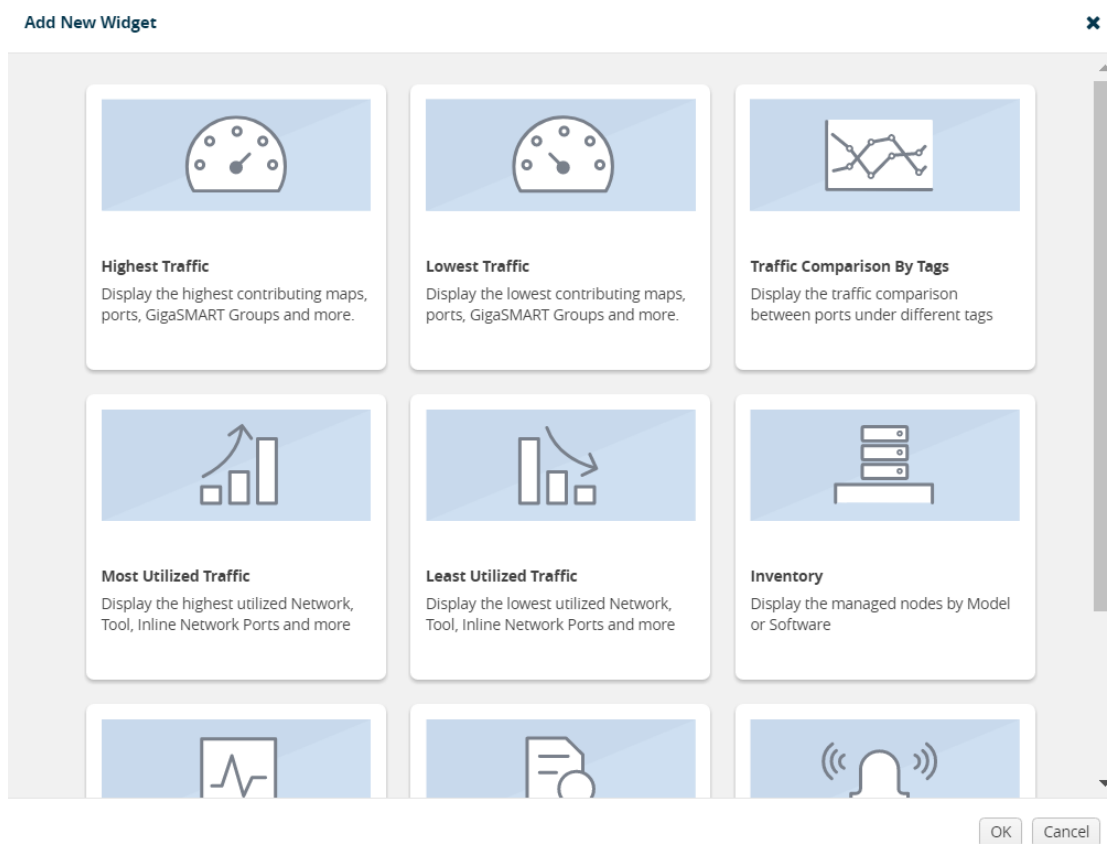 Add New Widget
Highest Traffic
Display the highest contributing maps,
ports, GigaSMART Groups and more.
Lowest Traffic
Display the lowest contributing maps,
ports, GigaSMART Groups and more.
Traffic Comparison By Tags
Display the traffic comparison
between ports under different tags
Most Utilized Traffic
Display the highest utilized Network,
Tool, Inline Network Ports and more
Least Utilized Traffic
Display the lowest utilized Network,
Tool, Inline Network Ports and more
Inventory
Display the managed nodes by Model
or Software
OK
Cancel